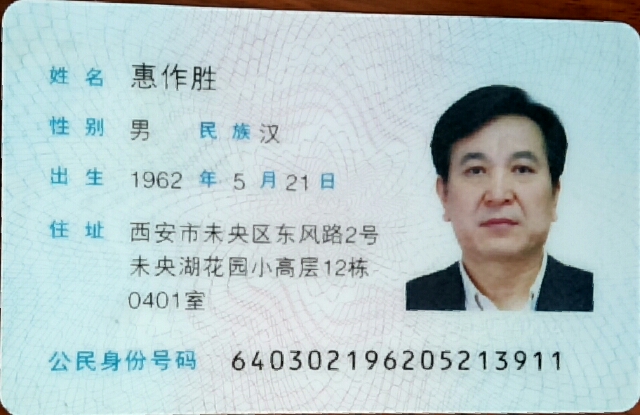 姓名 惠作胜
性别 男 民族 汉
出生 1962 年 5 月 21 日
住址 西安市未央区东风路2号
未央湖花园小高层12栋
0401室
公民身份号码 640302196205213911